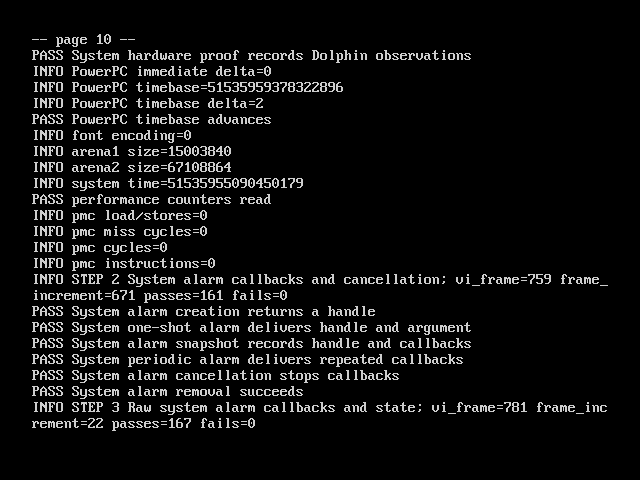 -- page 10 --
PASS System hardware proof records Dolphin observations
INFO PowerPC immediate delta=0
INFO PowerPC timebase=51535959378322896
INFO PowerPC timebase delta=2
PASS PowerPC timebase advances
INFO font encoding=0
INFO arena1 size=15003840
INFO arena2 size=67108864
INFO system time=51535955090450179
PASS performance counters read
INFO pmc load/stores=0
INFO pmc miss cycles=0
INFO pmc cycles=0
INFO pmc instructions=0
INFO STEP 2 System alarm callbacks and cancellation; vi_frame=759 frame_
increment=671 passes=161 fails=0
PASS System alarm creation returns a handle
PASS System one-shot alarm delivers handle and argument
PASS System alarm snapshot records handle and callbacks
PASS System periodic alarm delivers repeated callbacks
PASS System alarm cancellation stops callbacks
PASS System alarm removal succeeds
INFO STEP 3 Raw system alarm callbacks and state; vi_frame=781 frame_inc
rement=22 passes=167 fails=0